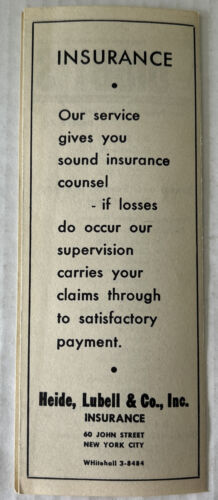 INSURANCE
•
Our service
gives you
sound insurance
counsel
- if losses
do occur our
supervision
carries your
claims through
to satisfactory
payment.
•
Heide, Lubell & Co., Inc.
INSURANCE
60 JOHN STREET
NEW YORK CITY
WHitehall 3-8484